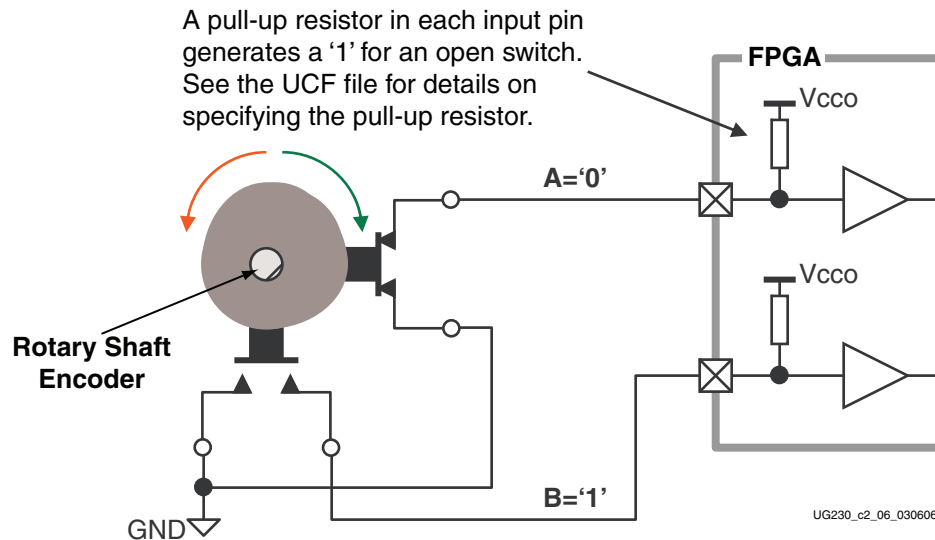 A pull-up resistor in each input pin
generates a ‘1’ for an open switch.
See the UCF file for details on
specifying the pull-up resistor.
FPGA
Vcco
A=‘0’
Vcco
Rotary Shaft
Encoder
B=‘1’
GND
UG230_c2_06_030606